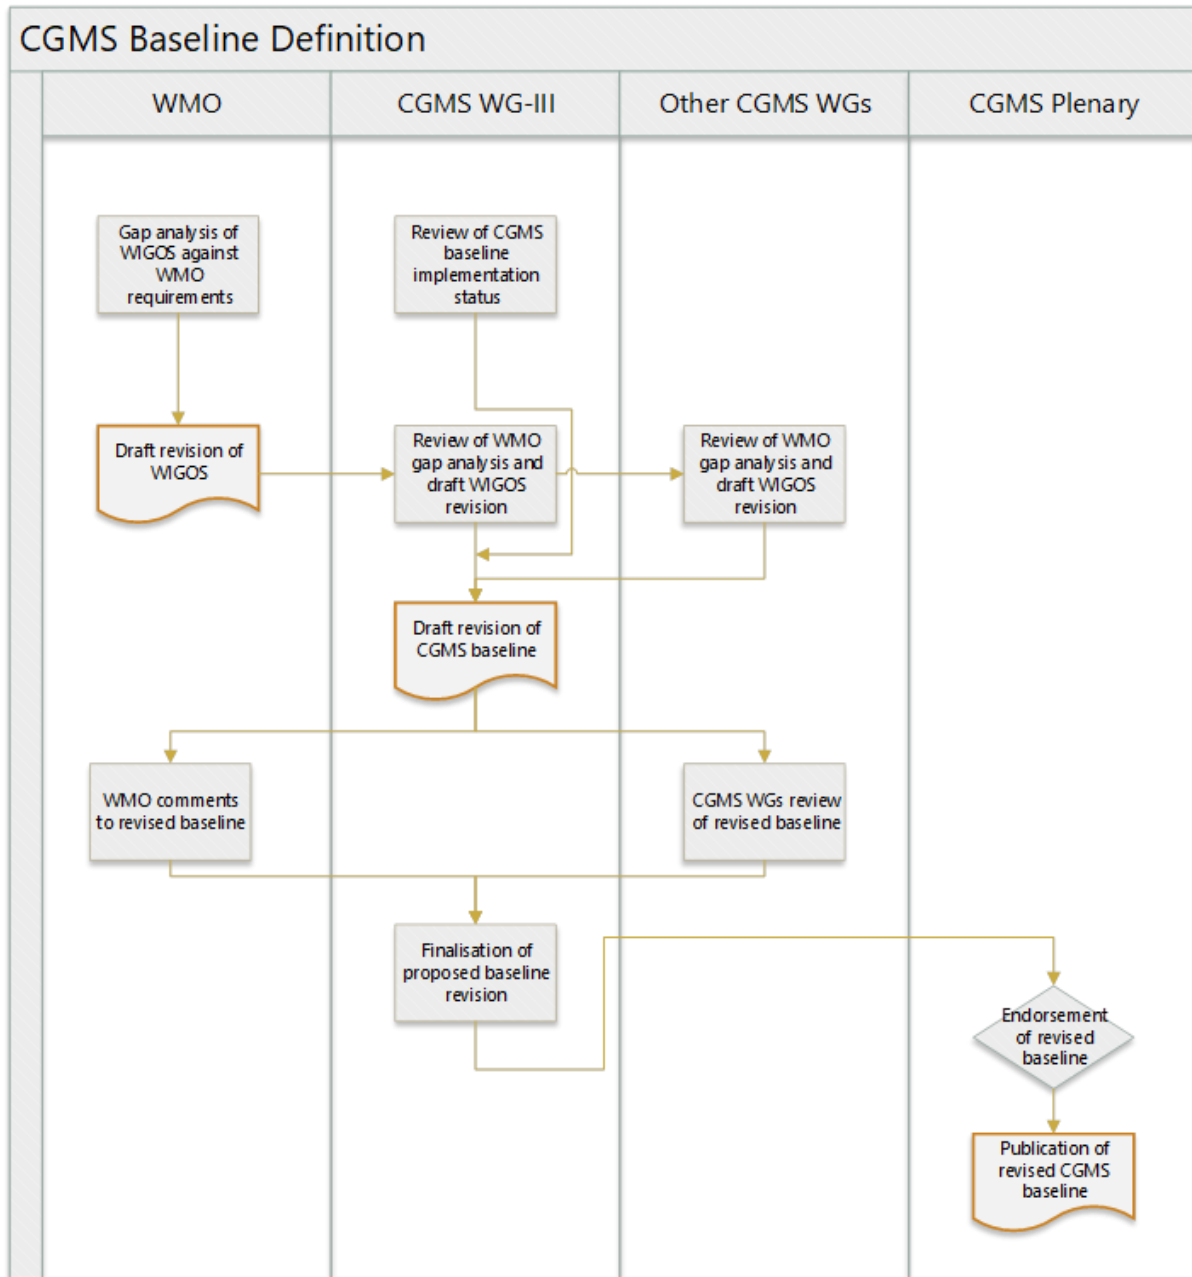 CGMS Baseline Definition
WMO
CGMS WG-III
Other CGMS WGs
CGMS Plenary
Gap analysis of
WIGOS against
WMO
requirements
Review of CGMS
baseline
implementation
status
Draft revision of
WIGOS
Review of WMO
gap analysis and
draft WIGOS
revision
Review of WMO
gap analysis and
draft WIGOS
revision
Draft revision of
CGMS baseline
WMO comments
to revised baseline
CGMS WGs review
of revised baseline
Finalisation of
proposed baseline
revision
Endorsement
of revised
baseline
Publication of
revised CGMS
baseline